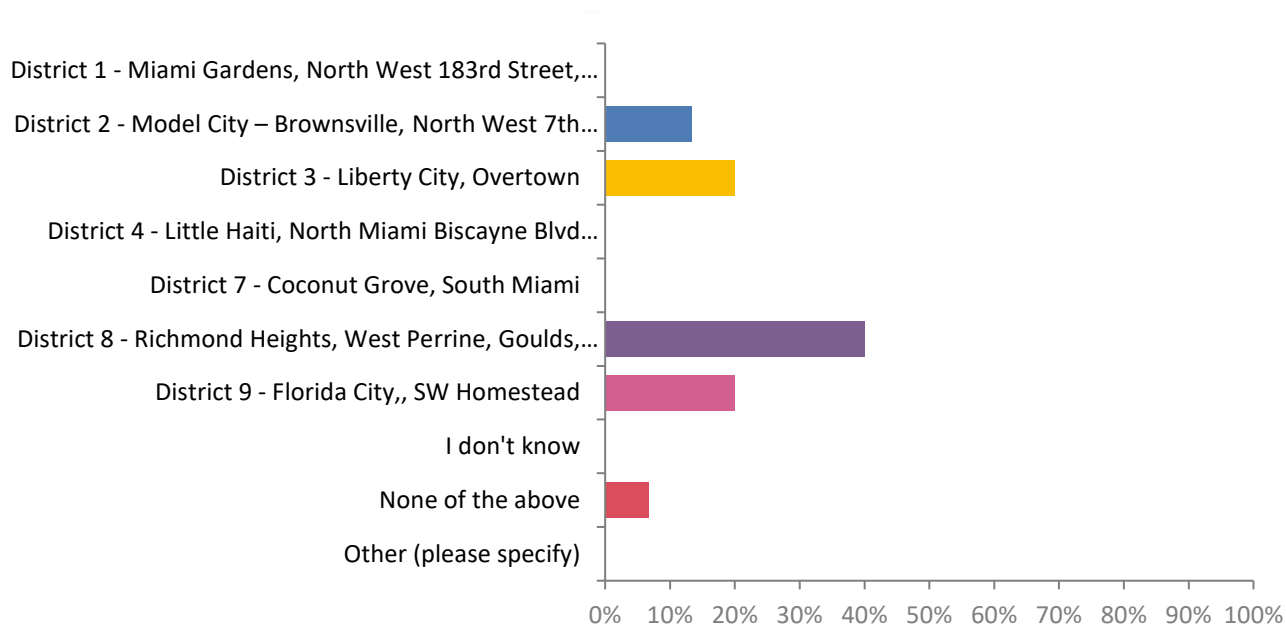 District 1 - Miami Gardens, North West 183rd Street,...
District 2 - Model City – Brownsville, North West 7th...
District 3 - Liberty City, Overtown
District 4 - Little Haiti, North Miami Biscayne Blvd...
District 7 - Coconut Grove, South Miami
District 8 - Richmond Heights, West Perrine, Goulds,...
District 9 - Florida City,, SW Homestead
I don't know
None of the above
Other (please specify)
0% 10% 20% 30% 40% 50% 60% 70% 80% 90% 100%